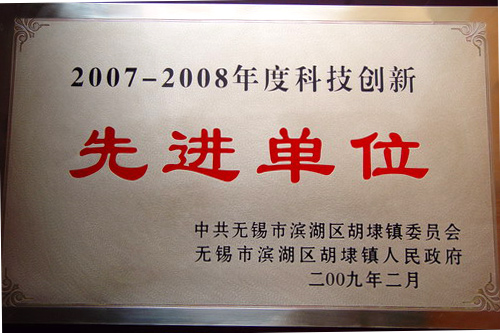 2007-2008年度科技创新
先进单位
中共无锡市滨湖区胡埭镇委员会
无锡市滨湖区胡埭镇人民政府
二00九年二月